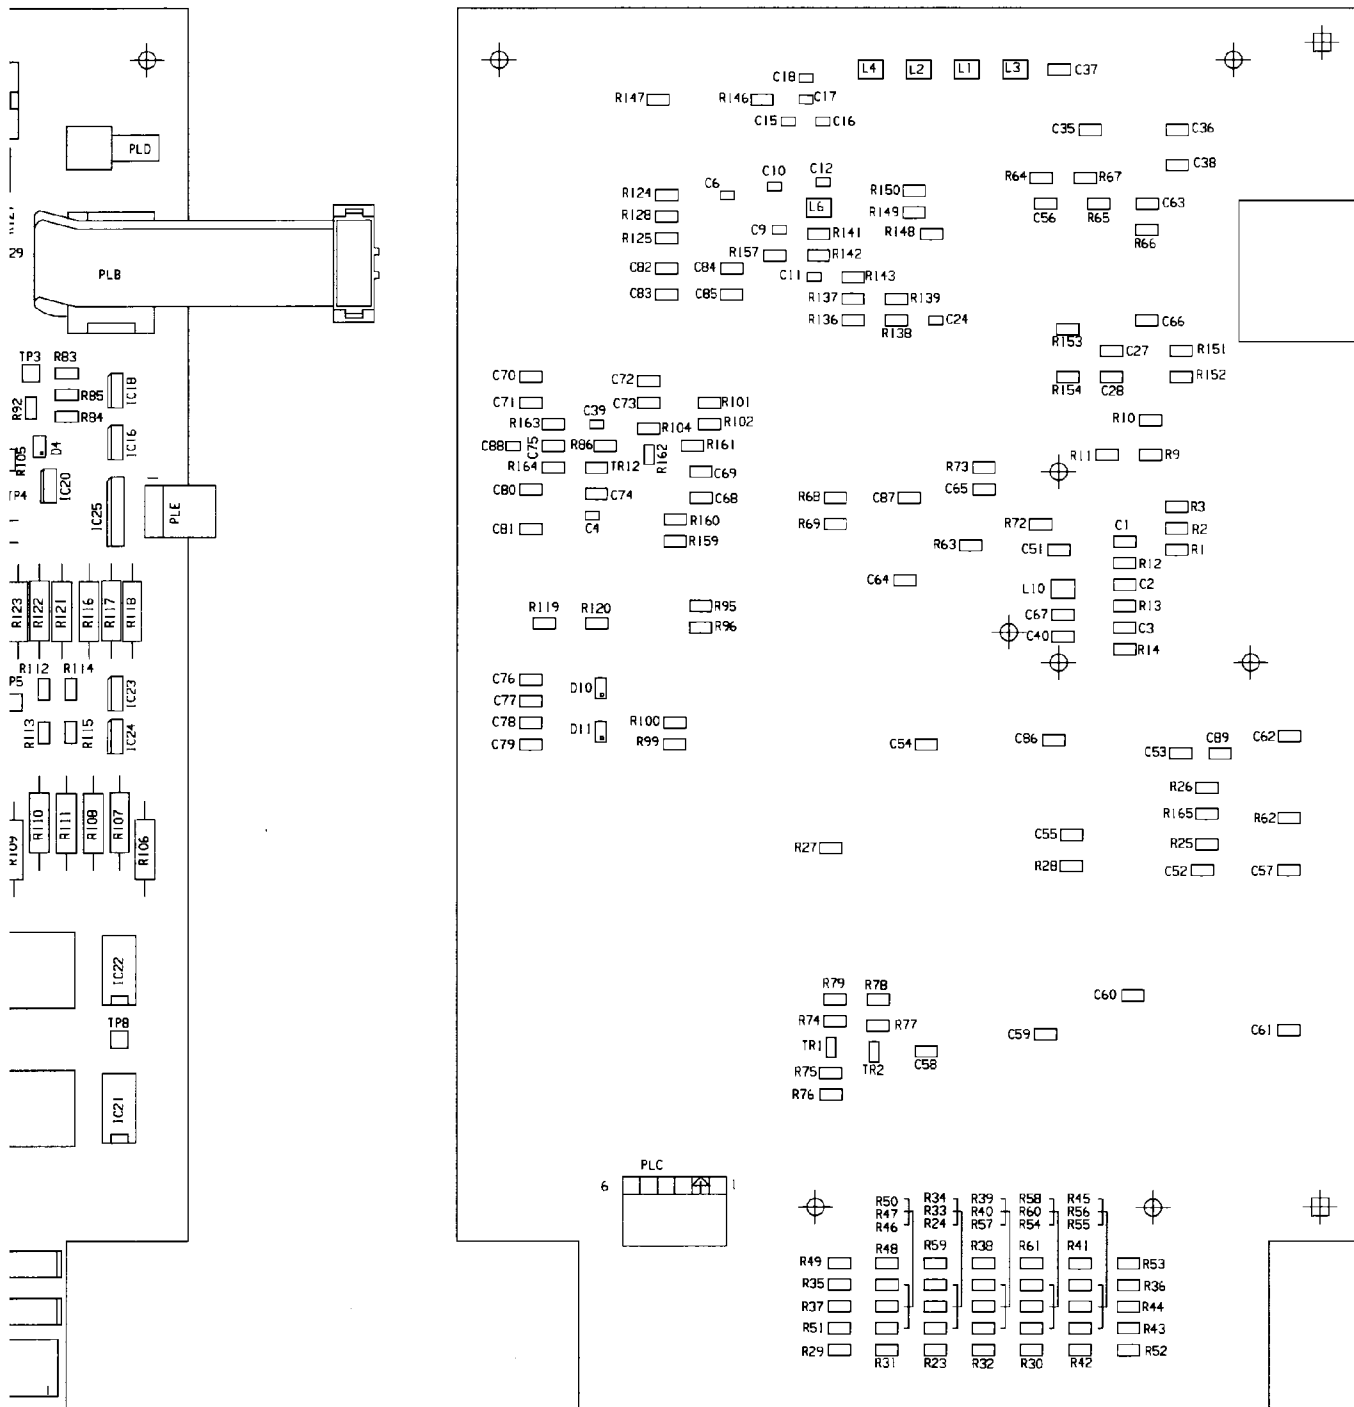 C18
L4 L2 L1 L3 C37
R147 R146 C17
C15 C16 C35 C36
PLD
C38
R64 R67
C10 C12
R124 C6 R150
R128 L6 R149 C56 R65 C63
R127
R125 C9 R141 R148 R66
29
R157 R142
PLB C82 C84 C11 R143
C83 C85 R137 R139
R136 R138 C24 C66
R153
C27 R151
TP3 R83
C70 C72 R154 C28 R152
R85 IC18
R92 C71 C73 R101
R84 C39 R10
R163 R104 R102
D4 IC16 C88 C75 R86 R162 R161 R11 R9
R105
R164 TR12 C69 R73
IC20
TP4 C80 C74 C68 R68 C87 C65
IC25 PLE R3
C4 R160 R69 R72 C1 R2
C81 R159 R63 C51 R1
R12
C64 L10 C2
R123 R122 R121 R116 R117 R118 R119 R120 R95 C67 R13
R96 C40 C3
R14
R112 R114
P5 IC23 C76 D10
C77
R113 R115 IC24 C78 D11 R100
C79 R99 C54 C86 C53 C89 C62
R26
R109 R110 R111 R108 R107 R106 R165 R62
C55
R27 R25
R28 C52 C57
IC22
R79 R78 C60
TP8 R74 R77 C59 C61
TR1 TR2 C58
R75
R76
IC21
PLC
6 1
R50 R34 R39 R58 R45
R47 R33 R40 R60 R56
R46 R24 R57 R54 R55
R48 R59 R38 R61 R41
R49 R53
R35 R36
R37 R44
R51 R43
R29 R52
R31 R23 R32 R30 R42